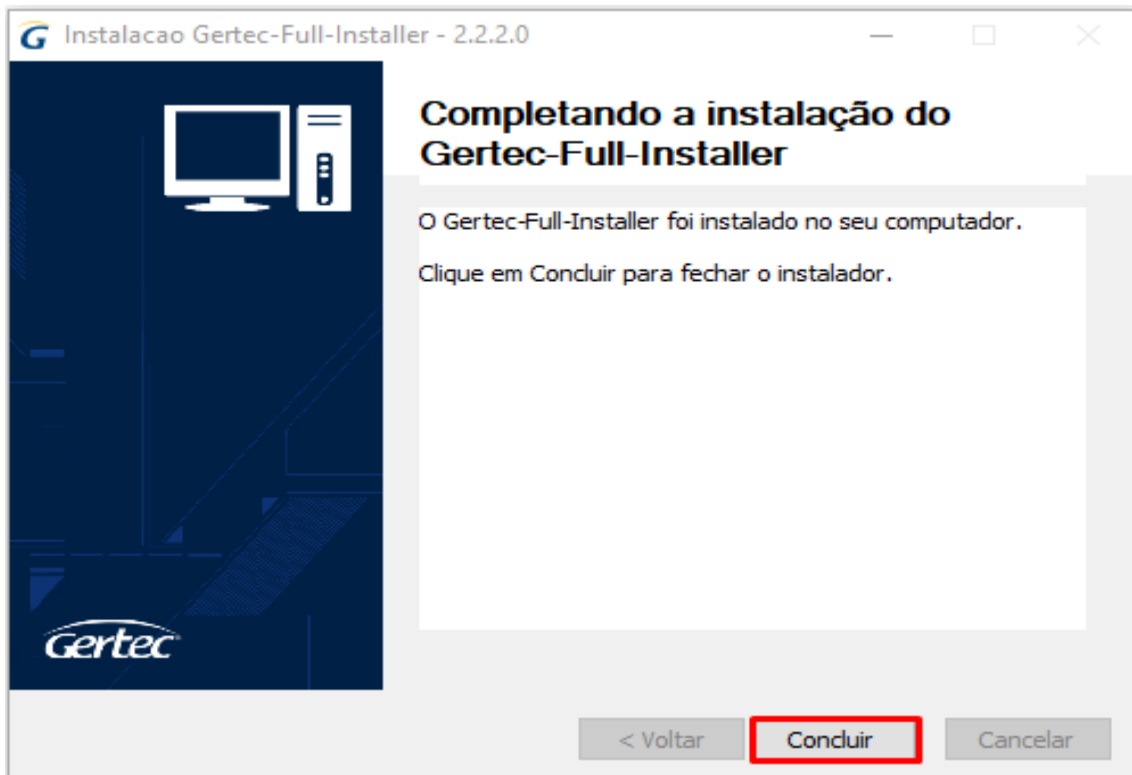 Instalacao Gertec-Full-Installer - 2.2.2.0
Completando a instalação do
Gertec-Full-Installer
O Gertec-Full-Installer foi instalado no seu computador.
Clique em Concluir para fechar o instalador.
Gertec
< Voltar
Concluir
Cancelar